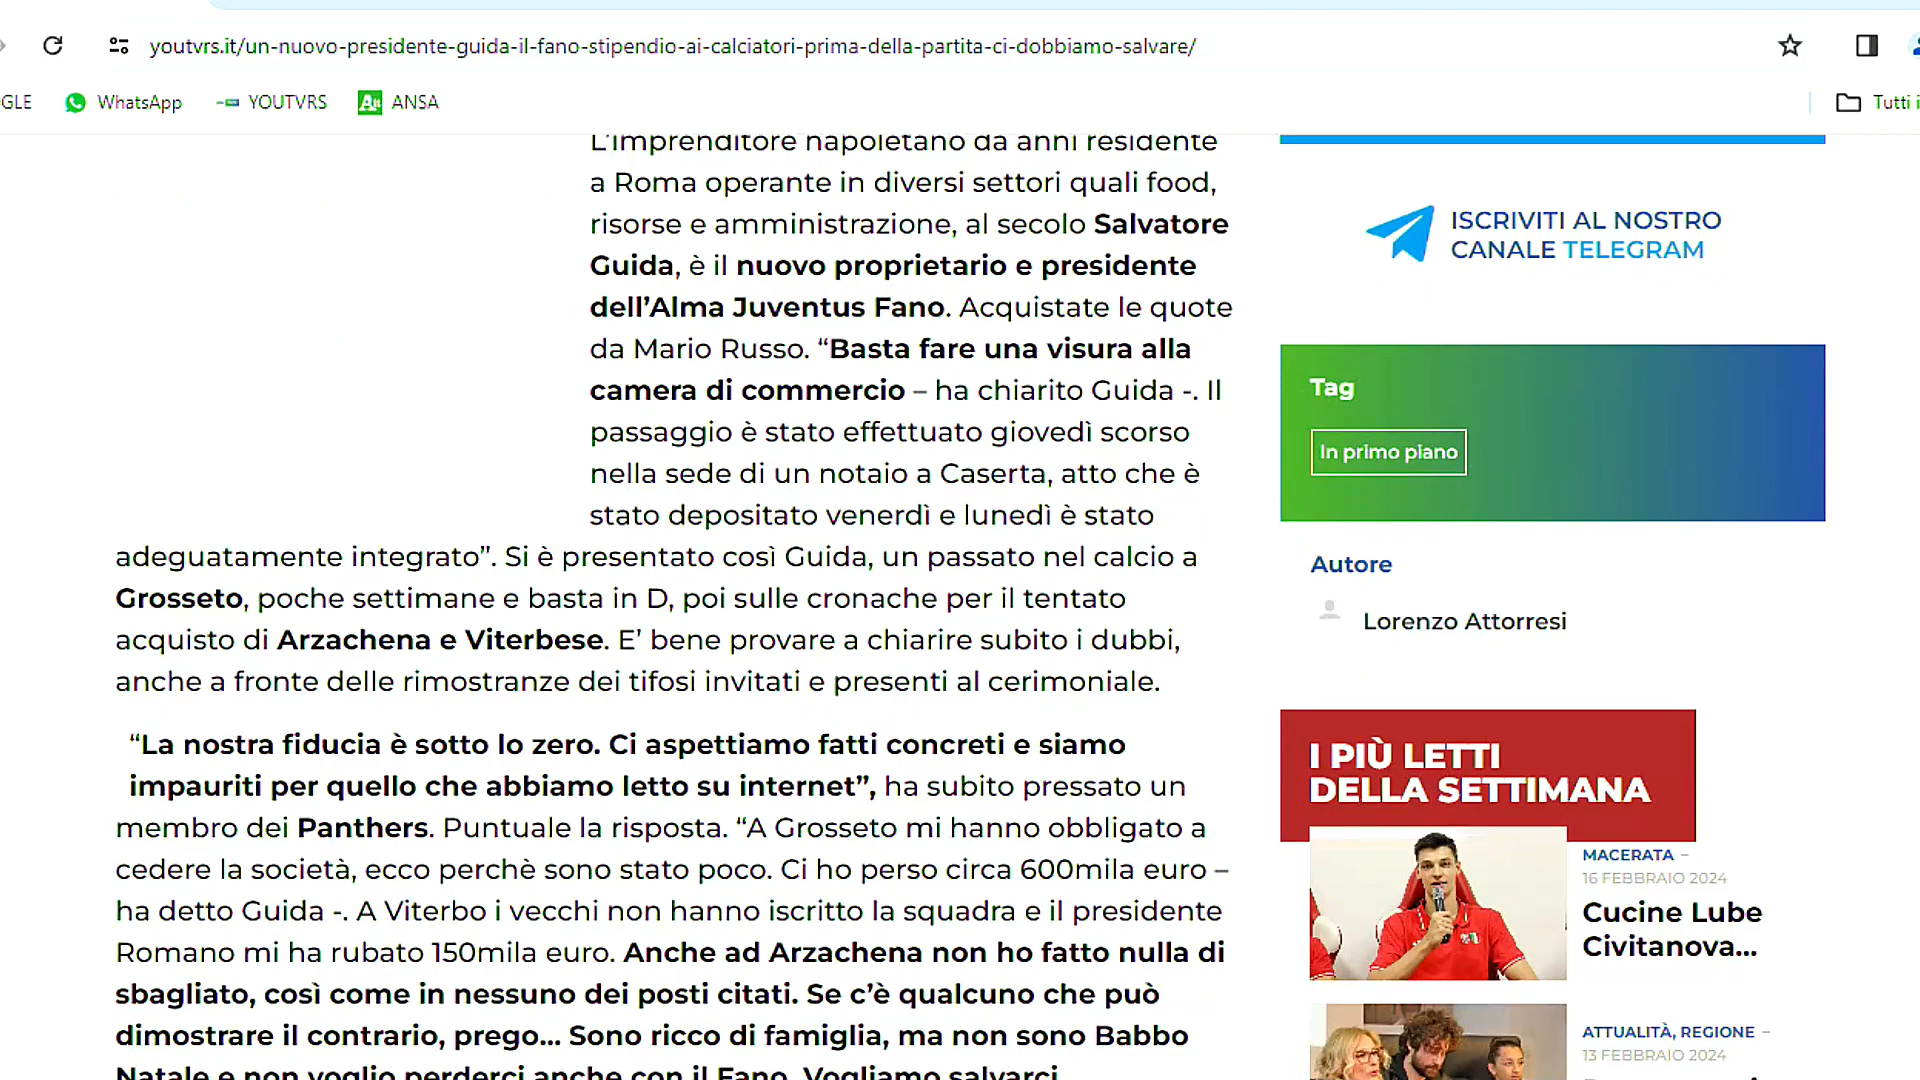 youtvrs.it/un-nuovo-presidente-guida-il-fano-stipendio-ai-calciatori-prima-della-partita-ci-dobbiamo-salvare/
GLE WhatsApp YOUTVRS ANSA Tutti i
L'imprenditore napoletano da anni residente
a Roma operante in diversi settori quali food,
risorse e amministrazione, al secolo Salvatore
Guida, è il nuovo proprietario e presidente
dell'Alma Juventus Fano. Acquistate le quote
da Mario Russo. “Basta fare una visura alla
camera di commercio – ha chiarito Guida -. Il
passaggio è stato effettuato giovedì scorso
nella sede di un notaio a Caserta, atto che è
stato depositato venerdì e lunedì è stato
adeguatamente integrato”. Si è presentato così Guida, un passato nel calcio a
Grosseto, poche settimane e basta in D, poi sulle cronache per il tentato
acquisto di Arzachena e Viterbese. E’ bene provare a chiarire subito i dubbi,
anche a fronte delle rimostranze dei tifosi invitati e presenti al cerimoniale.
“La nostra fiducia è sotto lo zero. Ci aspettiamo fatti concreti e siamo
impauriti per quello che abbiamo letto su internet”, ha subito pressato un
membro dei Panthers. Puntuale la risposta. “A Grosseto mi hanno obbligato a
cedere la società, ecco perchè sono stato poco. Ci ho perso circa 600mila euro –
ha detto Guida -. A Viterbo i vecchi non hanno iscritto la squadra e il presidente
Romano mi ha rubato 150mila euro. Anche ad Arzachena non ho fatto nulla di
sbagliato, così come in nessuno dei posti citati. Se c’è qualcuno che può
dimostrare il contrario, prego... Sono ricco di famiglia, ma non sono Babbo
Natale e non voglio perderci anche con il Fano. Vogliamo salvarci
ISCRIVITI AL NOSTRO
CANALE TELEGRAM
Tag
In primo piano
Autore
Lorenzo Attorresi
I PIÙ LETTI
DELLA SETTIMANA
MACERATA –
16 FEBBRAIO 2024
Cucine Lube
Civitanova...
ATTUALITÀ, REGIONE –
13 FEBBRAIO 2024